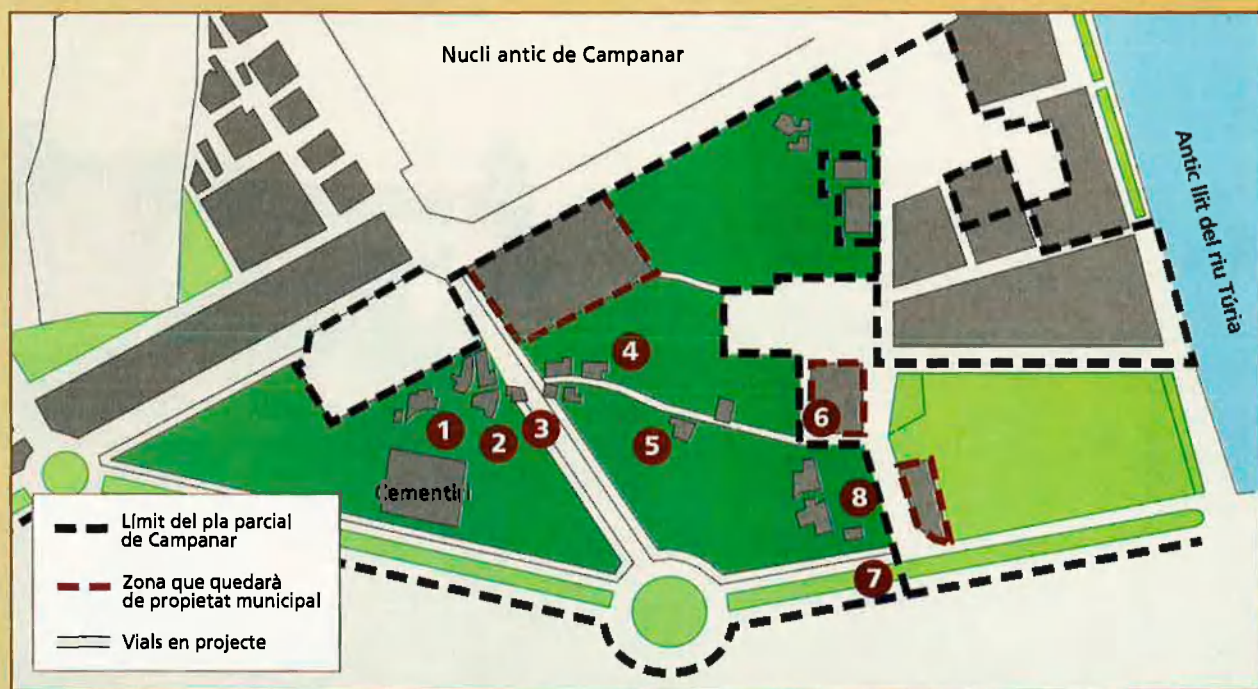 Nucli antic de Campanar
Antic llit del riu Túria
4
6
1
2
3
5
Cementiri
8
7
Límit del pla parcial
de Campanar
Zona que quedarà
de propietat municipal
Vials en projecte